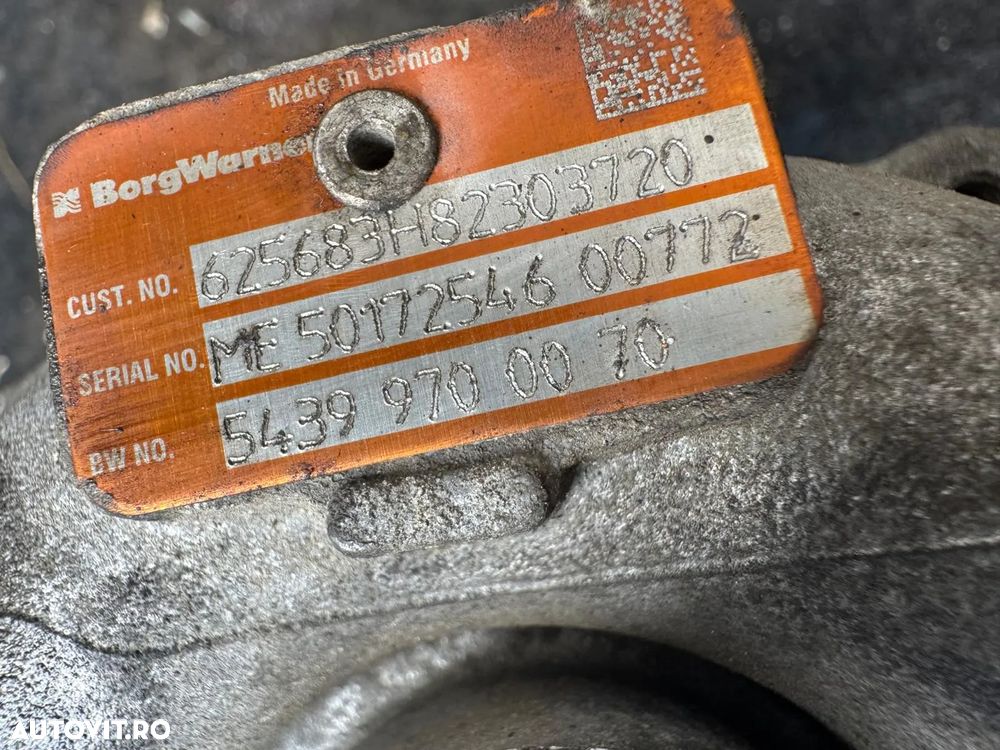 Made in Germany
BorgWarner
CUST. NO. 625683H82303720
SERIAL NO. ME 50172546 00772
BW NO. 5439 970 00 70
AUTOVIT.RO